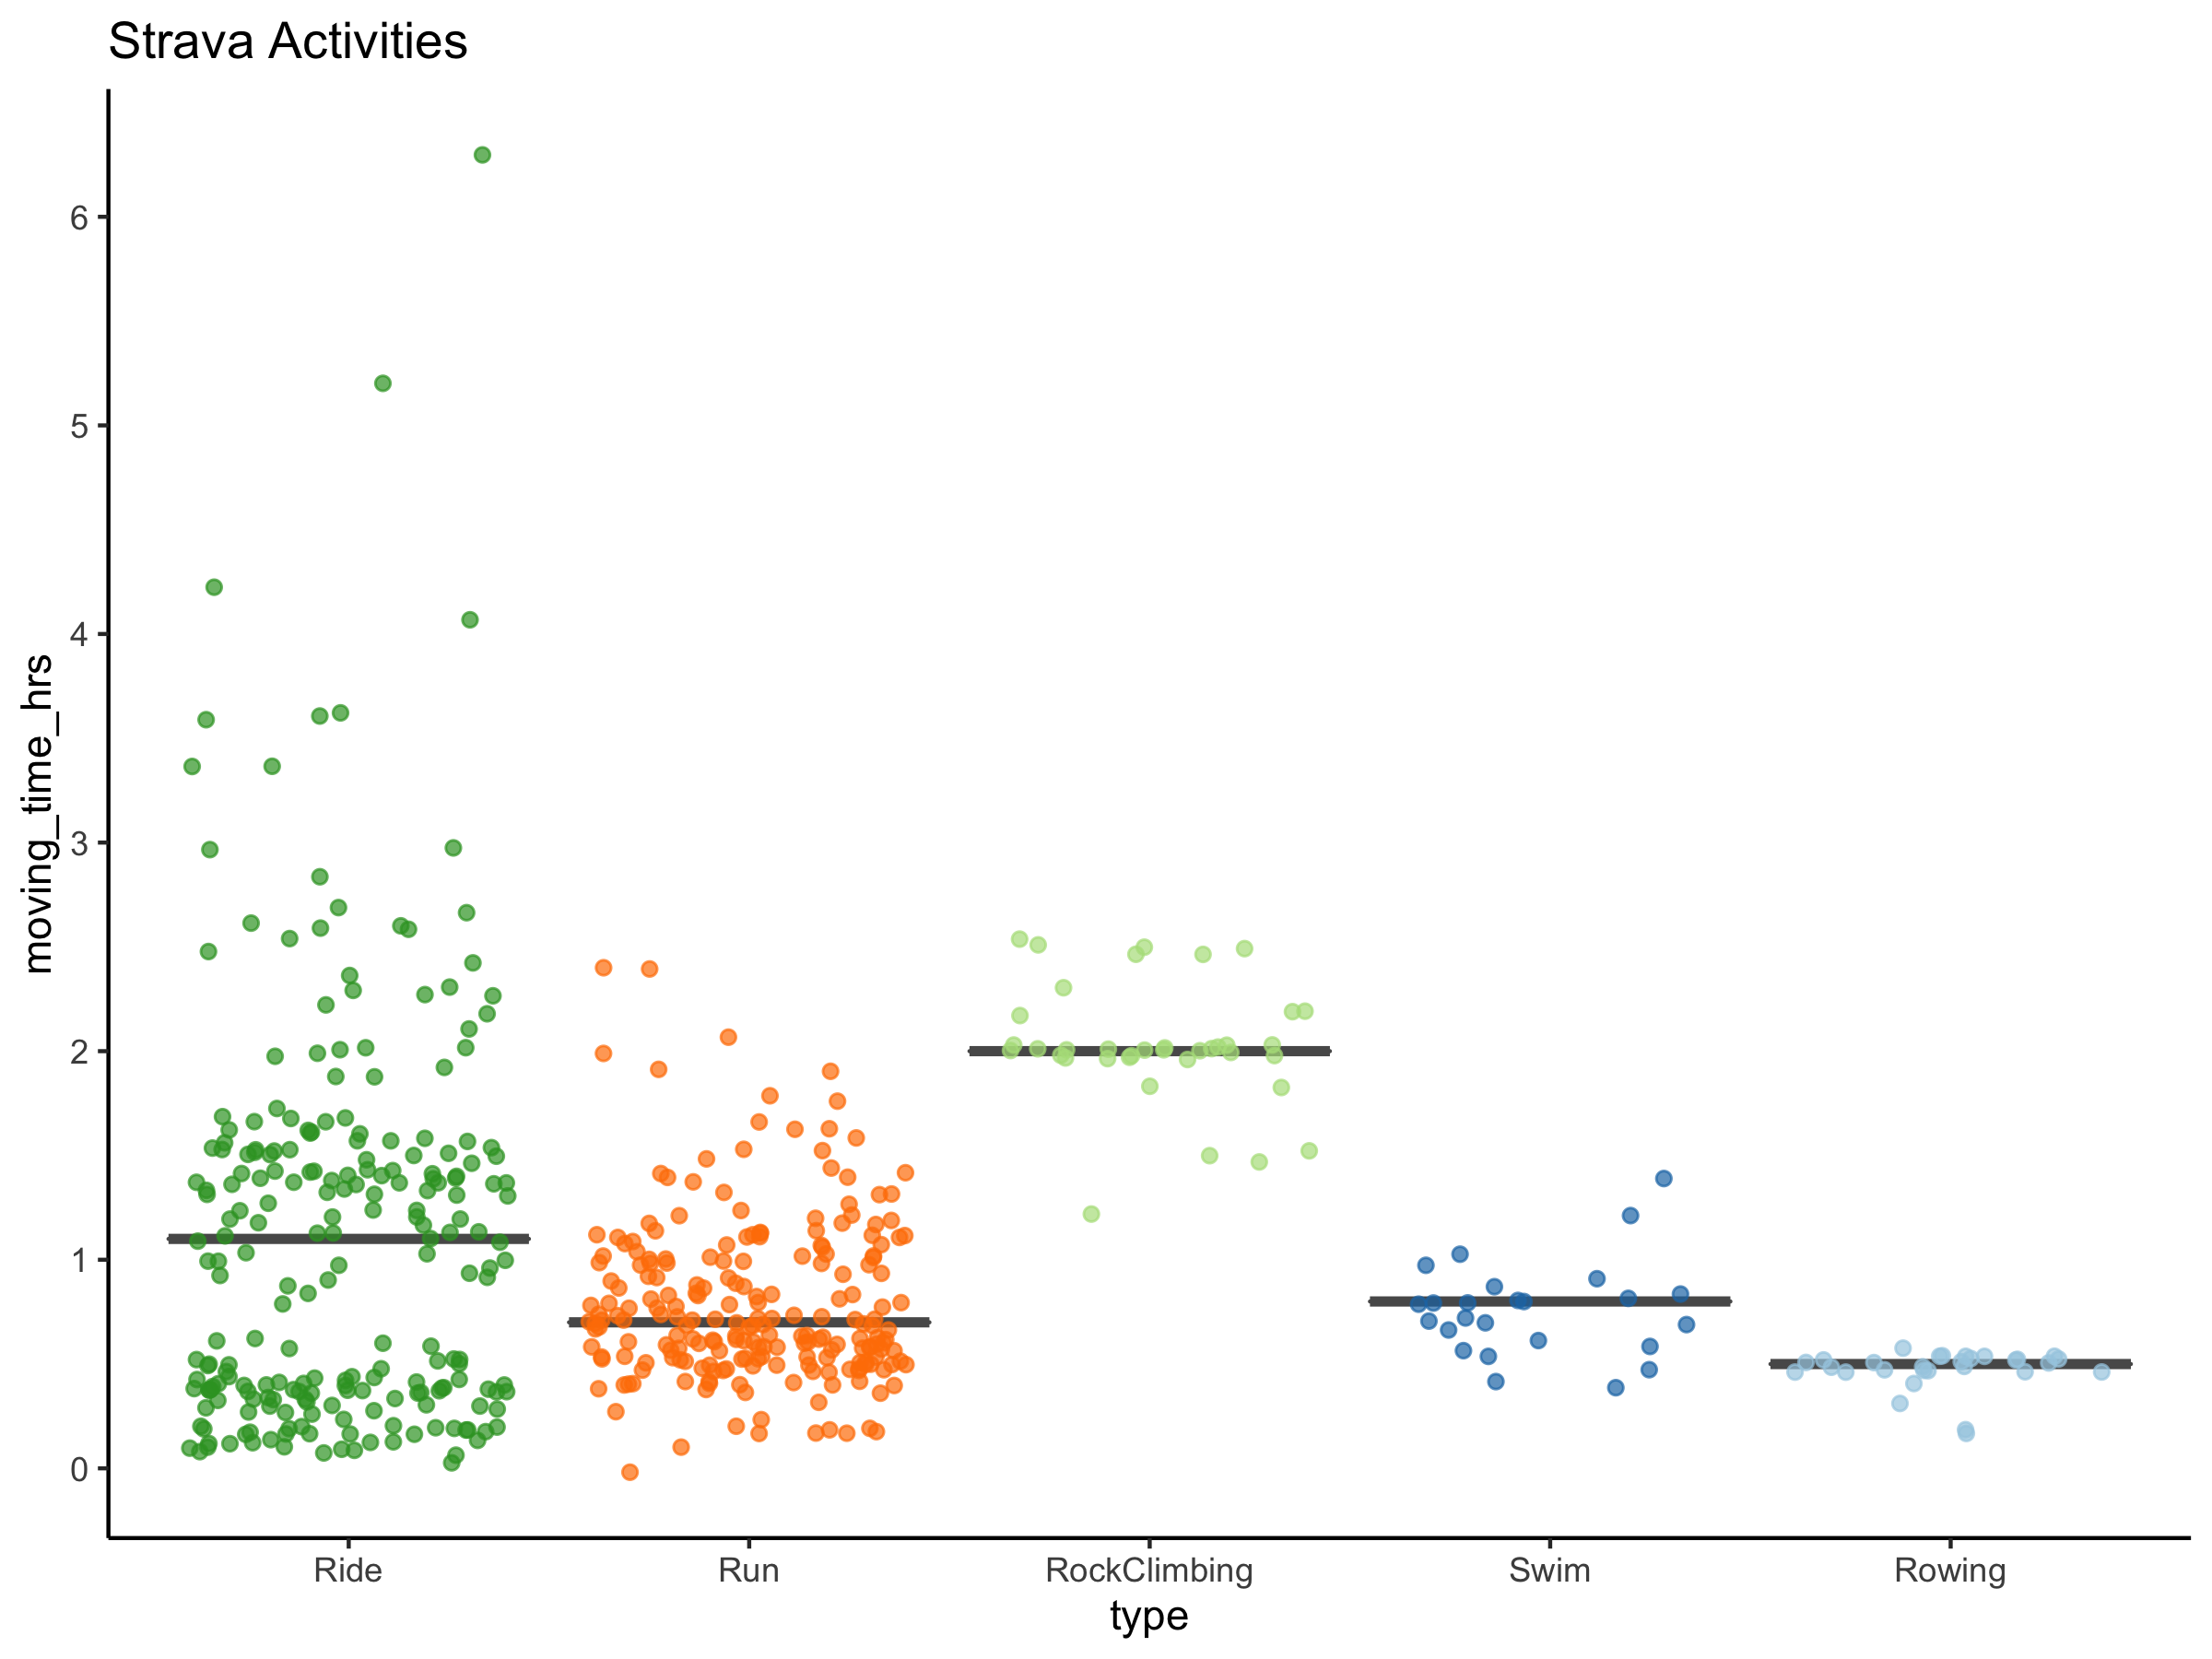 Strava Activities
moving_time_hrs
6
5
4
3
2
1
0
Ride Run RockClimbing Swim Rowing
type